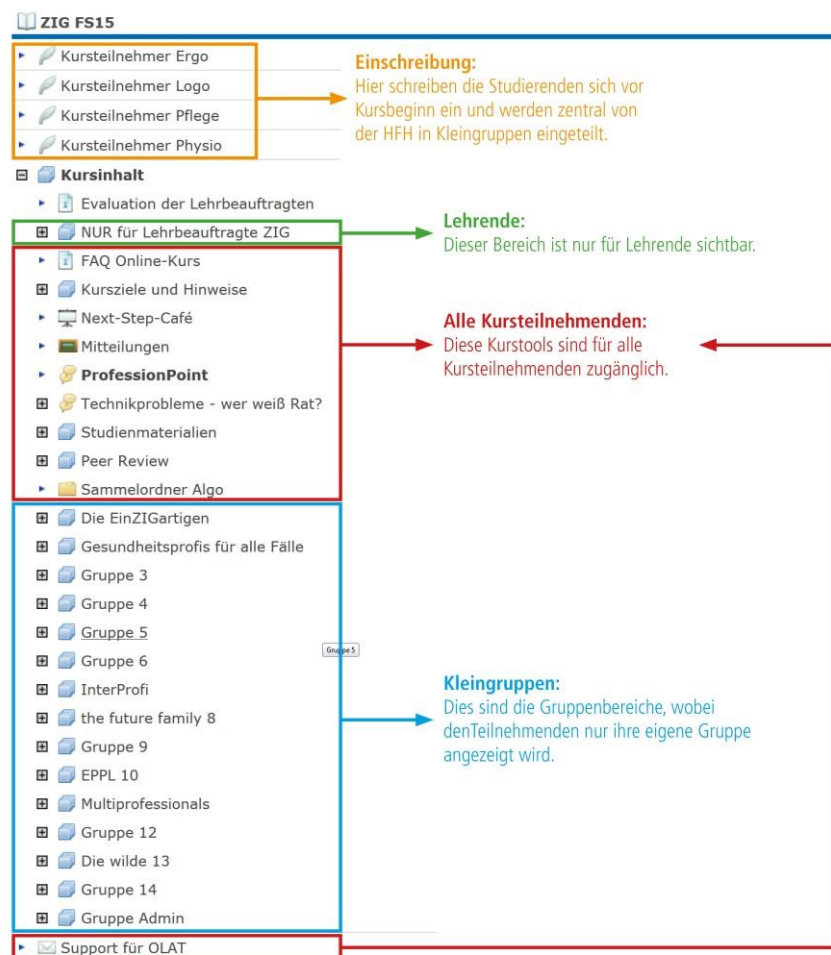 ZIG FS15
Kursteilnehmer Ergo
Kursteilnehmer Logo
Kursteilnehmer Pflege
Kursteilnehmer Physio
Einschreibung:
Hier schreiben die Studierenden sich vor
Kursbeginn ein und werden zentral von
der HFH in Kleingruppen eingeteilt.
Kursinhalt
Evaluation der Lehrbeauftragten
NUR für Lehrbeauftragte ZIG
Lehrende:
Dieser Bereich ist nur für Lehrende sichtbar.
FAQ Online-Kurs
Kursziele und Hinweise
Next-Step-Café
Mitteilungen
ProfessionPoint
Technikprobleme - wer weiß Rat?
Studienmaterialien
Peer Review
Sammelordner Algo
Alle Kursteilnehmenden:
Diese Kurstools sind für alle
Kursteilnehmenden zugänglich.
Die EinZIGartigen
Gesundheitsprofis für alle Fälle
Gruppe 3
Gruppe 4
Gruppe 5
Gruppe 5
Gruppe 6
InterProfi
the future family 8
Gruppe 9
EPPL 10
Multiprofessionals
Gruppe 12
Die wilde 13
Gruppe 14
Gruppe Admin
Kleingruppen:
Dies sind die Gruppenbereiche, wobei
denTeilnehmenden nur ihre eigene Gruppe
angezeigt wird.
Support für OLAT